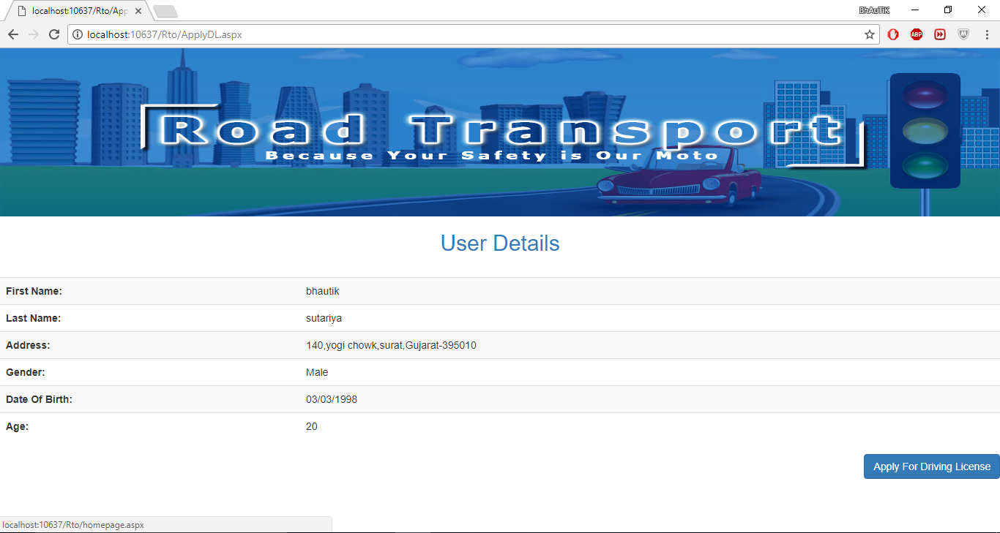 localhost:10637/Rto/App
BhAuTiK
localhost:10637/Rto/ApplyDL.aspx
ABP
Road Transport
Because Your Safety is Our Moto
User Details
First Name: bhautik
Last Name: sutariya
Address: 140,yogi chowk,surat,Gujarat-395010
Gender: Male
Date Of Birth: 03/03/1998
Age: 20
Apply For Driving License
localhost:10637/Rto/homepage.aspx